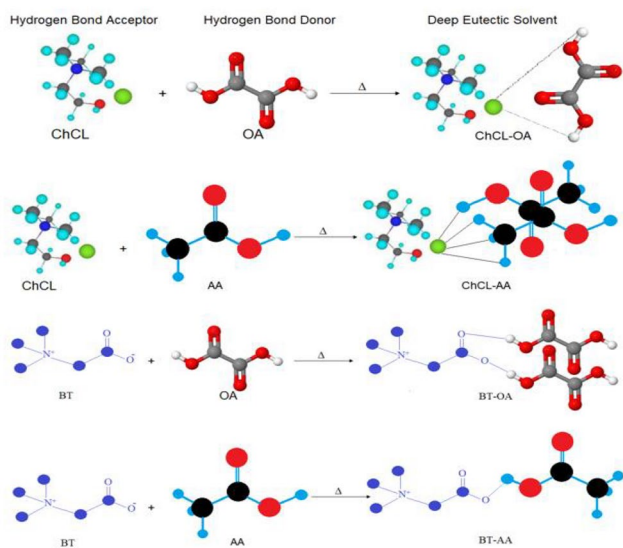 Hydrogen Bond Acceptor Hydrogen Bond Donor Deep Eutectic Solvent
+ Δ
ChCL OA ChCL-OA
+ Δ
ChCL AA ChCL-AA
N⁺ O O⁻ + Δ O O
BT OA BT-OA
N⁺ O O⁻ + Δ N⁺ O O
BT AA BT-AA